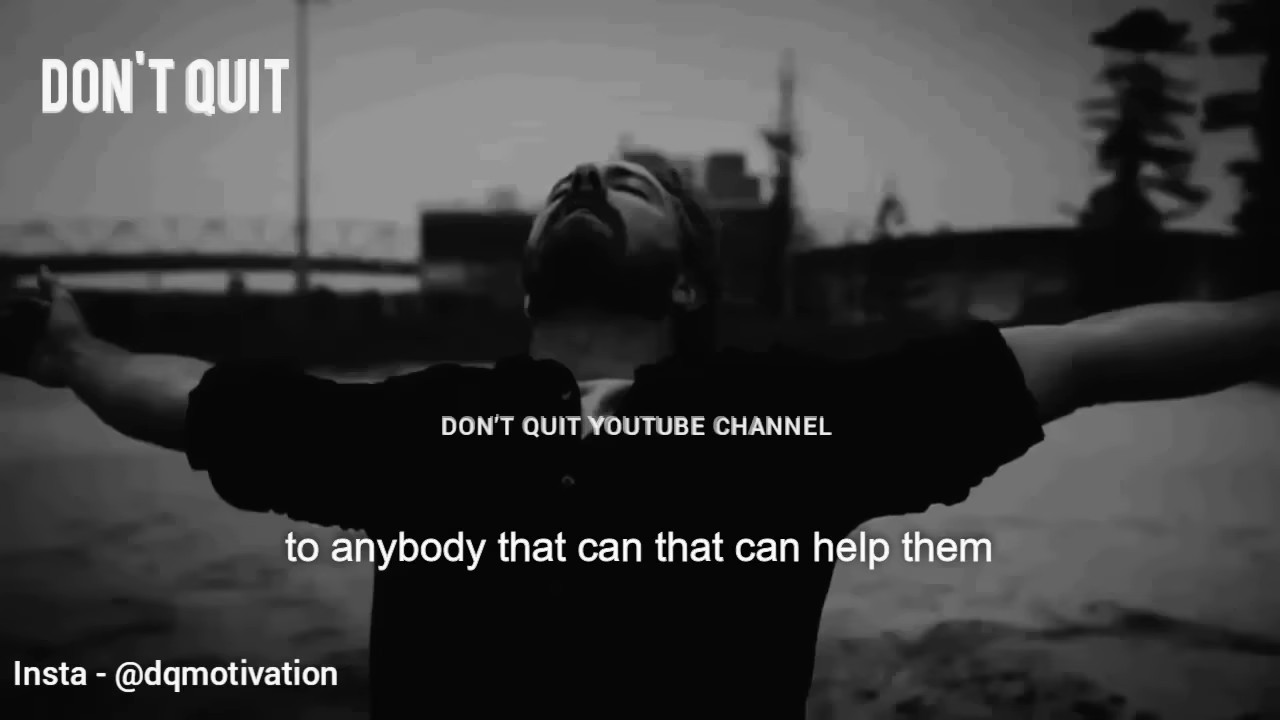 DON'T QUIT
DON'T QUIT YOUTUBE CHANNEL
to anybody that can that can help them
Insta - @dqmotivation